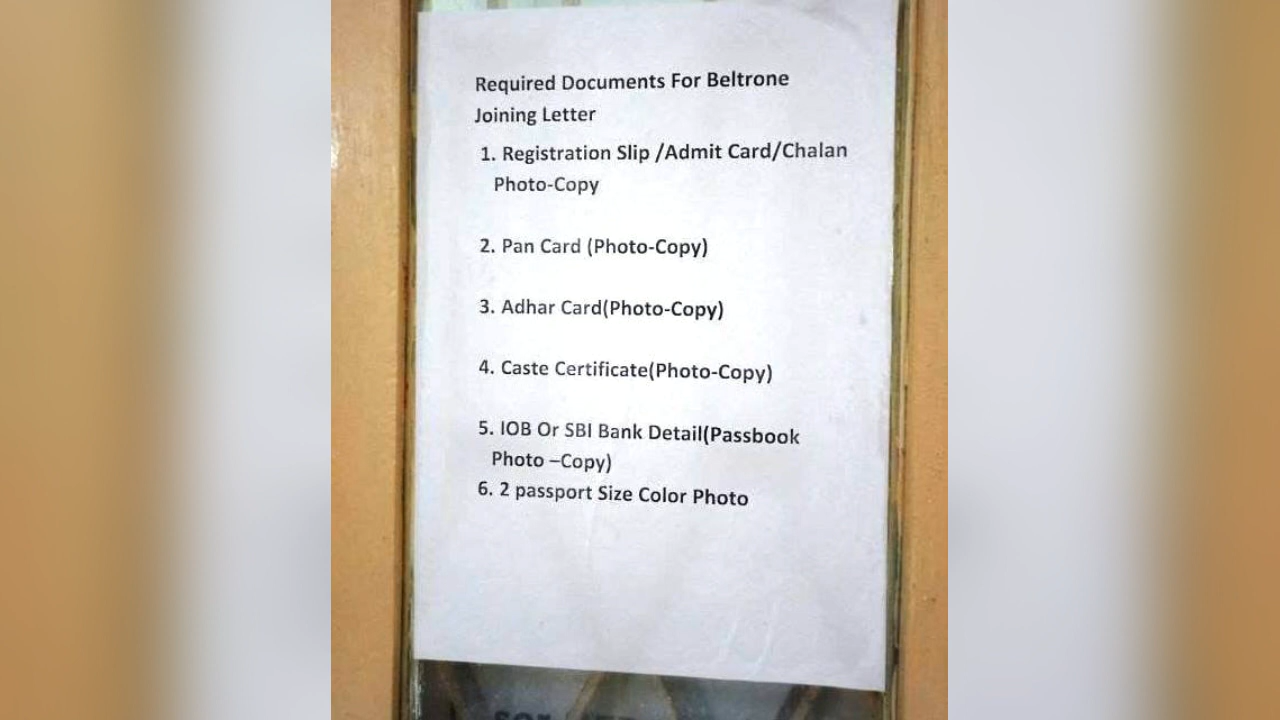 Required Documents For Beltrone
Joining Letter
1. Registration Slip /Admit Card/Chalan
Photo-Copy
2. Pan Card (Photo-Copy)
3. Adhar Card(Photo-Copy)
4. Caste Certificate(Photo-Copy)
5. IOB Or SBI Bank Detail(Passbook
Photo –Copy)
6. 2 passport Size Color Photo